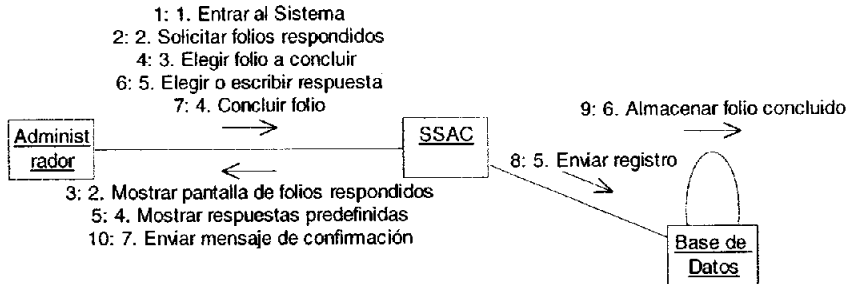 1: 1. Entrar al Sistema
2: 2. Solicitar folios respondidos
4: 3. Elegir folio a concluir
6: 5. Elegir o escribir respuesta
7: 4. Concluir folio
Administ
rador
SSAC
3: 2. Mostrar pantalla de folios respondidos
5: 4. Mostrar respuestas predefinidas
10: 7. Enviar mensaje de confirmación
8: 5. Enviar registro
9: 6. Almacenar folio concluido
Base de
Datos